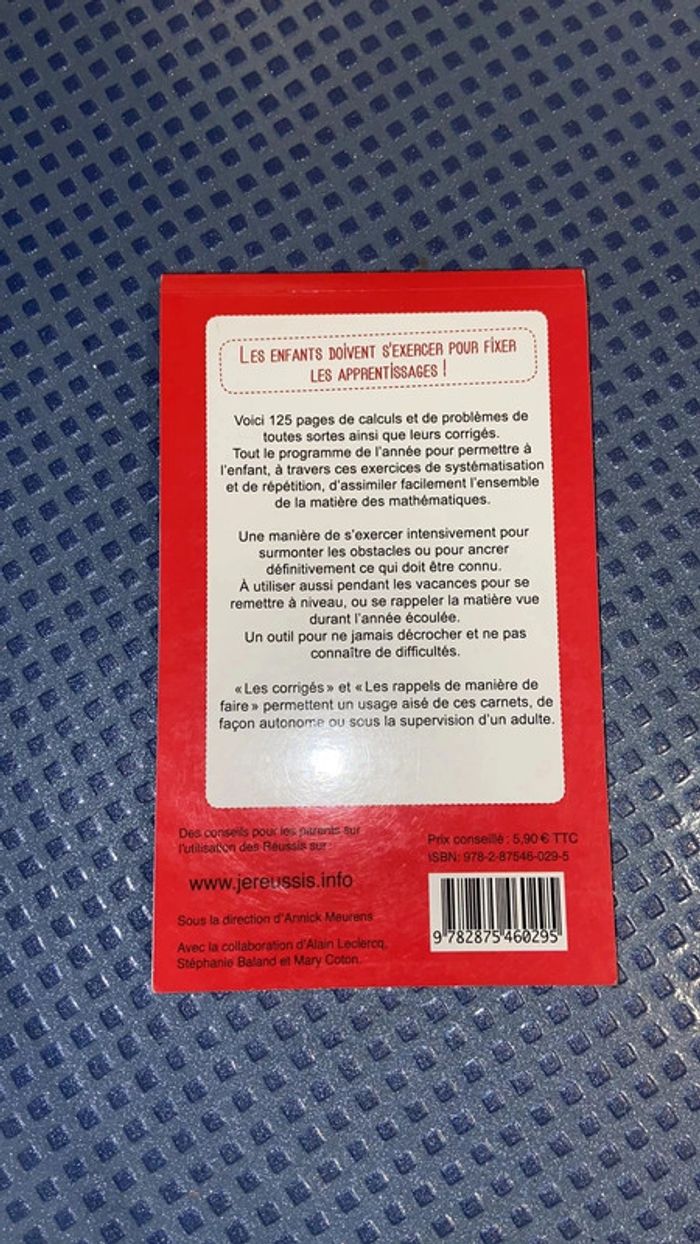 LES ENFANTS DOIVENT S'EXERCER POUR FIXER
LES APPRENTISSAGES !
Voici 125 pages de calculs et de problèmes de
toutes sortes ainsi que leurs corrigés.
Tout le programme de l'année pour permettre à
l'enfant, à travers ces exercices de systématisation
et de répétition, d'assimiler facilement l'ensemble
de la matière des mathématiques.
Une manière de s'exercer intensivement pour
surmonter les obstacles ou pour ancrer
définitivement ce qui doit être connu.
À utiliser aussi pendant les vacances pour se
remettre à niveau, ou se rappeler la matière vue
durant l'année écoulée.
Un outil pour ne jamais décrocher et ne pas
connaître de difficultés.
« Les corrigés » et « Les rappels de manière de
faire » permettent un usage aisé de ces carnets, de
façon autonome ou sous la supervision d'un adulte.
Des conseils pour les parents sur
l'utilisation des Réussis sur :
www.jereussis.info
Sous la direction d'Annick Meurens
Avec la collaboration d'Alain Leclercq,
Stéphanie Baland et Mary Coton.
Prix conseillé : 5,90 € TTC
ISBN: 978-2-87546-029-5
9 782875 460295